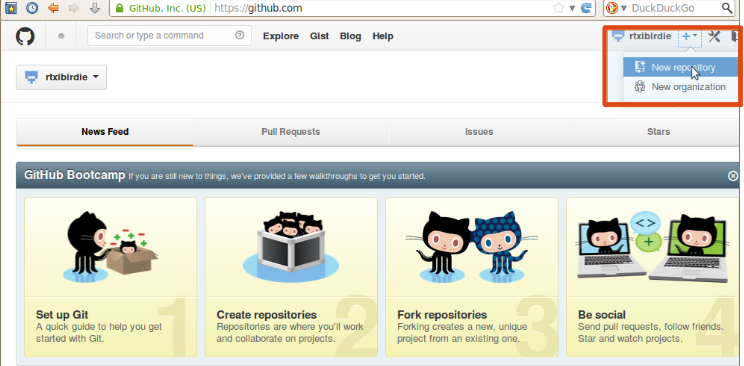 GitHub, Inc. (US) https://github.com
DuckDuckGo
Search or type a command
Explore Gist Blog Help
rtxibirdie
New repository
New organization
rtxibirdie
News Feed Pull Requests Issues Stars
GitHub Bootcamp If you are still new to things, we've provided a few walkthroughs to get you started.
1
Set up Git
A quick guide to help you get
started with Git.
2
Create repositories
Repositories are where you'll work
and collaborate on projects.
3
Fork repositories
Forking creates a new, unique
project from an existing one.
4
Be social
Send pull requests, follow friends.
Star and watch projects.